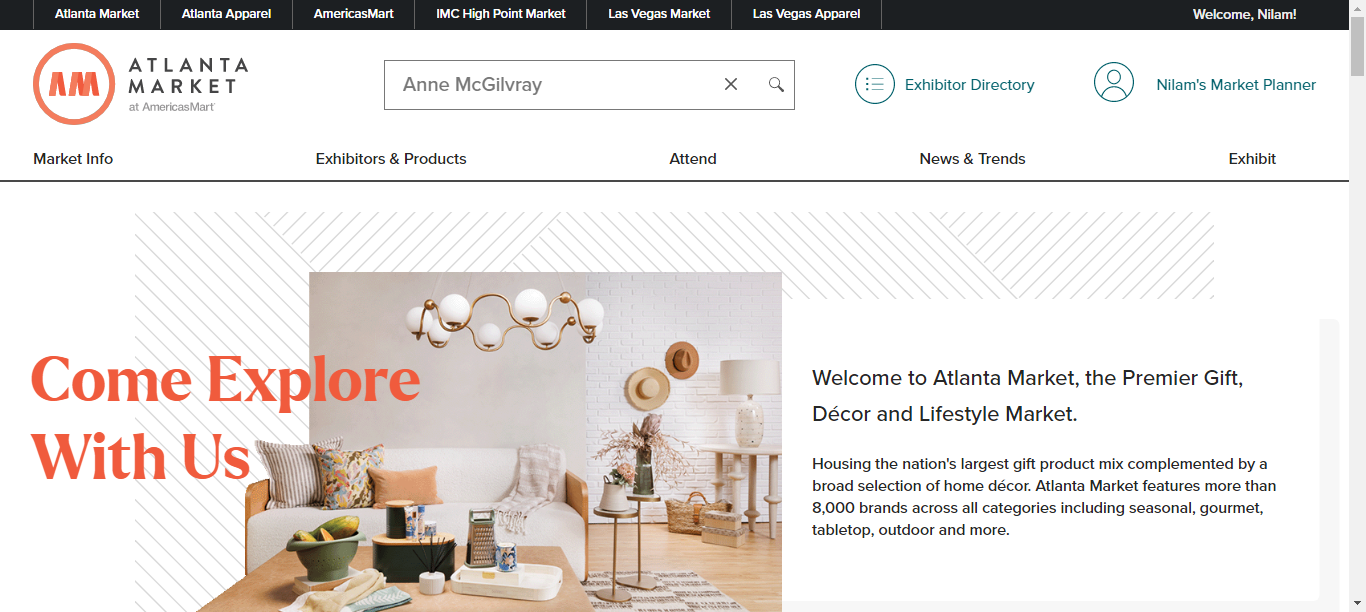 Atlanta Market
Atlanta Apparel
AmericasMart
IMC High Point Market
Las Vegas Market
Las Vegas Apparel
Welcome, Nilam!
AM
ATLANTA
MARKET
at AmericasMart
Anne McGilvray
Exhibitor Directory
Nilam's Market Planner
Market Info
Exhibitors & Products
Attend
News & Trends
Exhibit
Come Explore
With Us
Welcome to Atlanta Market, the Premier Gift,
Décor and Lifestyle Market.
Housing the nation's largest gift product mix complemented by a
broad selection of home décor. Atlanta Market features more than
8,000 brands across all categories including seasonal, gourmet,
tabletop, outdoor and more.